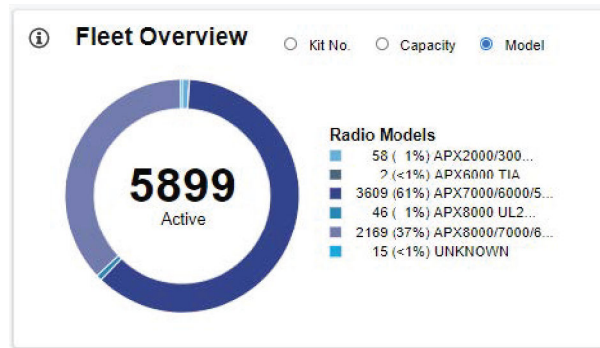 Fleet Overview
Kit No. Capacity Model
5899
Active
Radio Models
58 ( 1%) APX2000/300...
2 (<1%) APX6000 TIA
3609 (61%) APX7000/6000/5...
46 ( 1%) APX8000 UL2...
2169 (37%) APX8000/7000/6...
15 (<1%) UNKNOWN